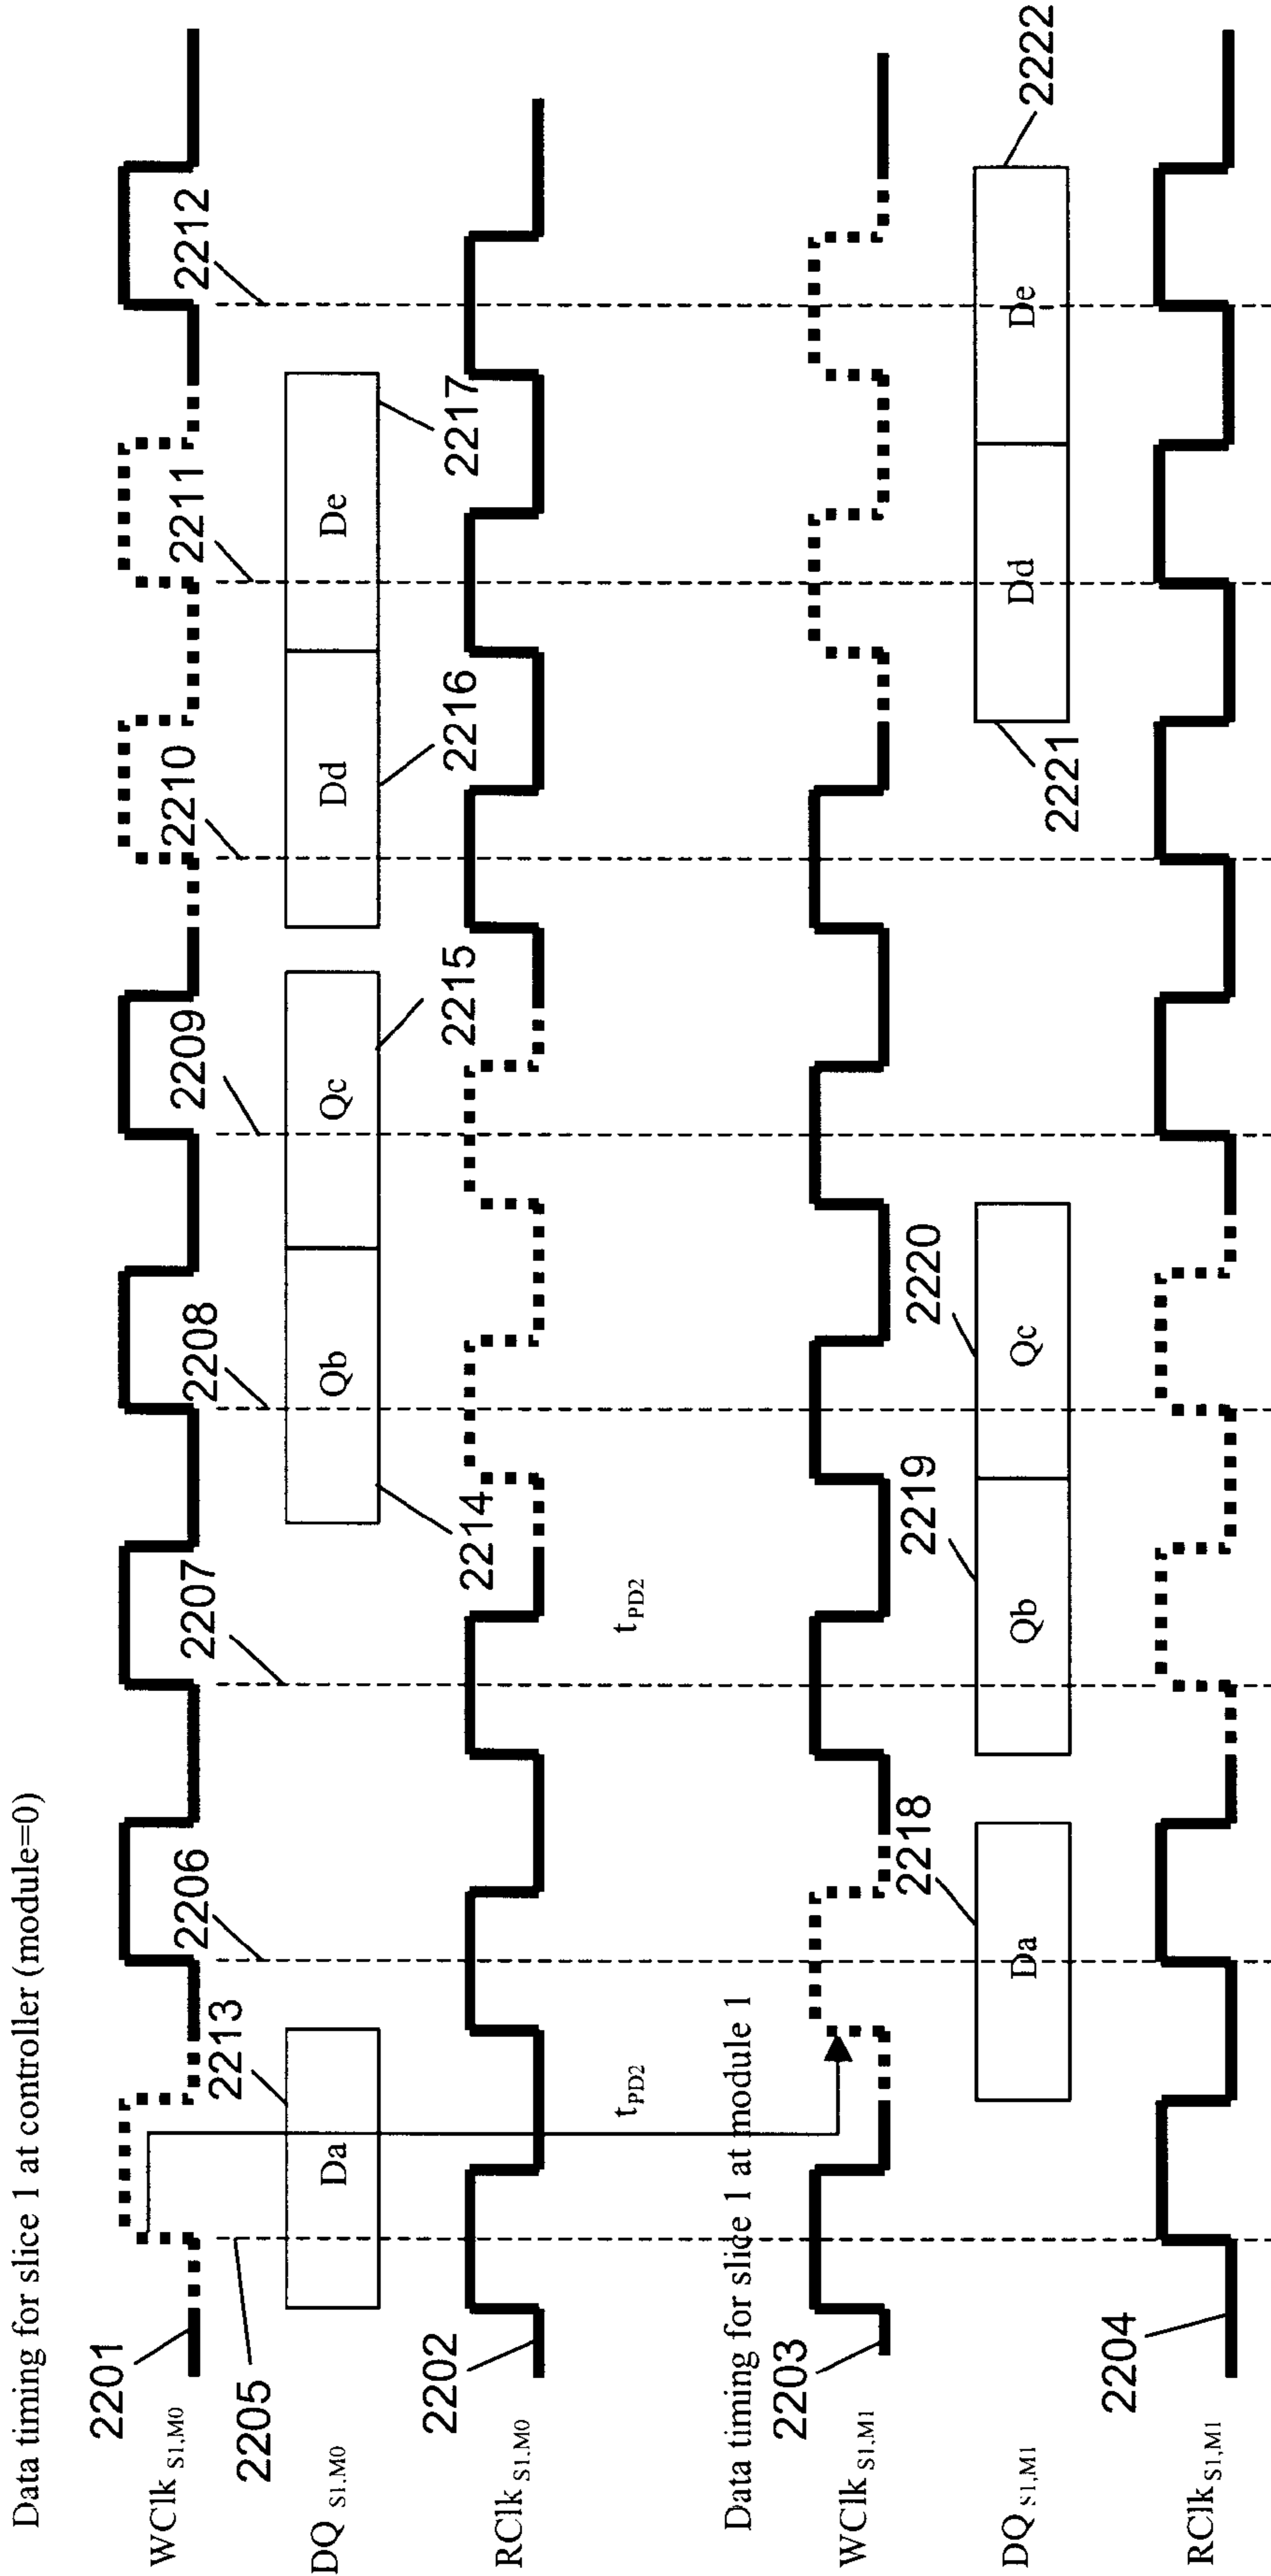 Data timing for slice 1 at controller (module=0)
2201
WClk S1,M0
2205
2206
2207
2208
2209
2210
2211
2212
DQ S1,M0
2213
Da
2214
Qb
Qc
2215
Dd
2216
De
2217
2202
RClk S1,M0
tPD2
tPD2
Data timing for slice 1 at module 1
2203
WClk S1,M1
DQ S1,M1
2218
Da
2219
Qb
2220
Qc
2221
Dd
De
2222
2204
RClk S1,M1